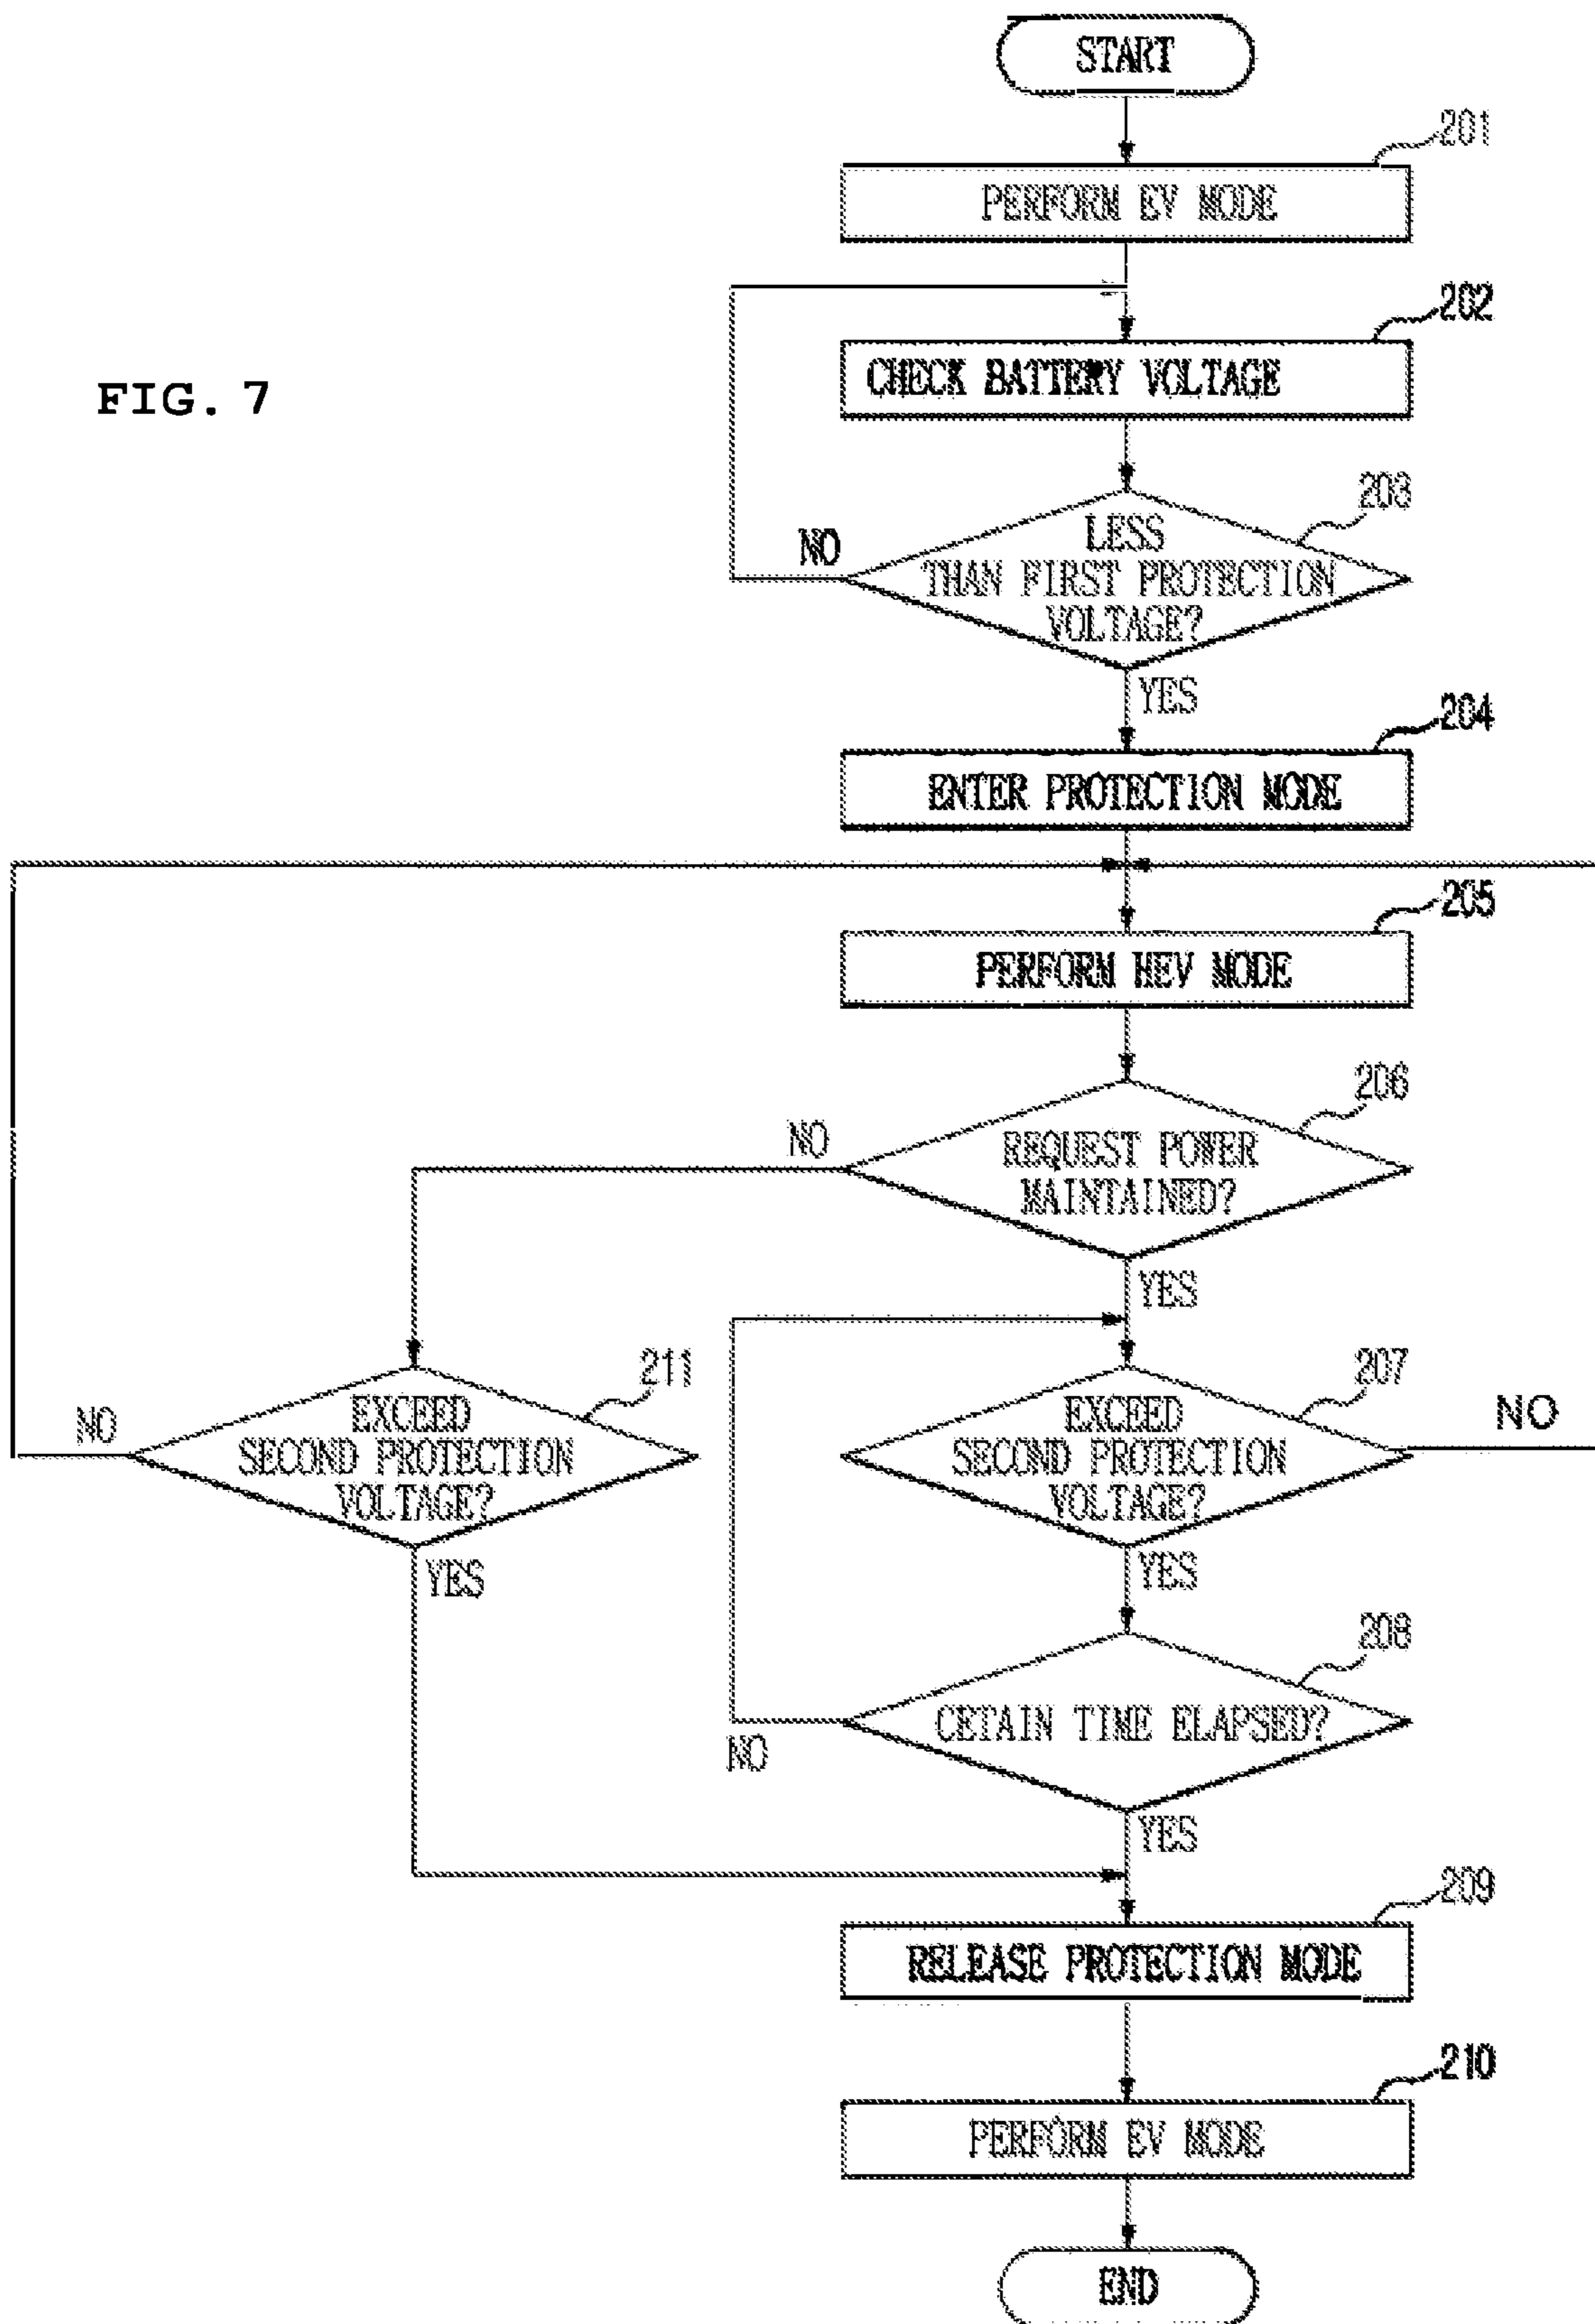 START
201
PERFORM EV MODE
202
CHECK BATTERY VOLTAGE
FIG. 7
203
LESS
THAN FIRST PROTECTION
VOLTAGE?
NO
YES
204
ENTER PROTECTION MODE
205
PERFORM HEV MODE
206
REQUEST POWER
MAINTAINED?
NO
YES
211
EXCEED
SECOND PROTECTION
VOLTAGE?
NO
YES
207
EXCEED
SECOND PROTECTION
VOLTAGE?
NO
YES
208
CETAIN TIME ELAPSED?
NO
YES
209
RELEASE PROTECTION MODE
210
PERFORM EV MODE
END